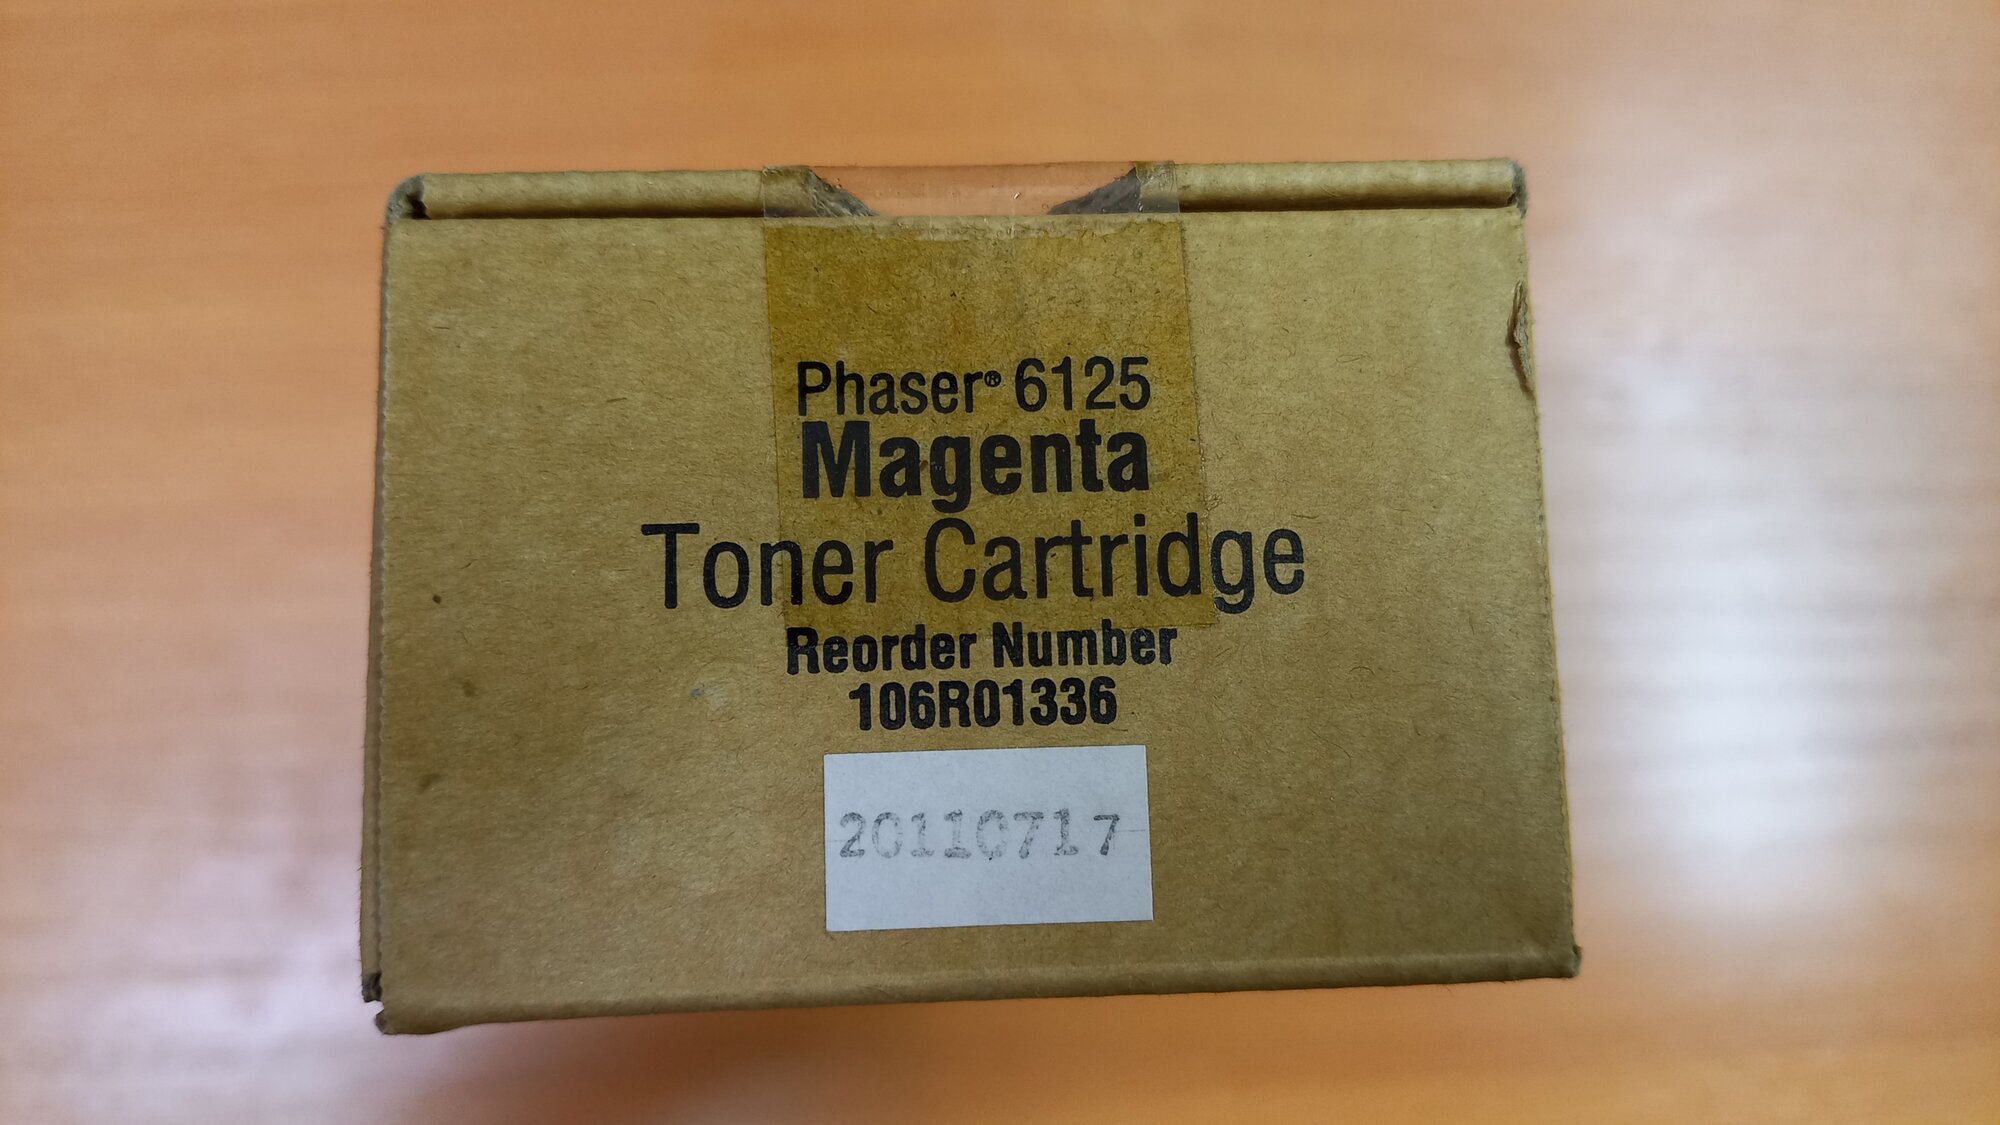 Phaser® 6125
Magenta
Toner Cartridge
Reorder Number
106R01336
20110717